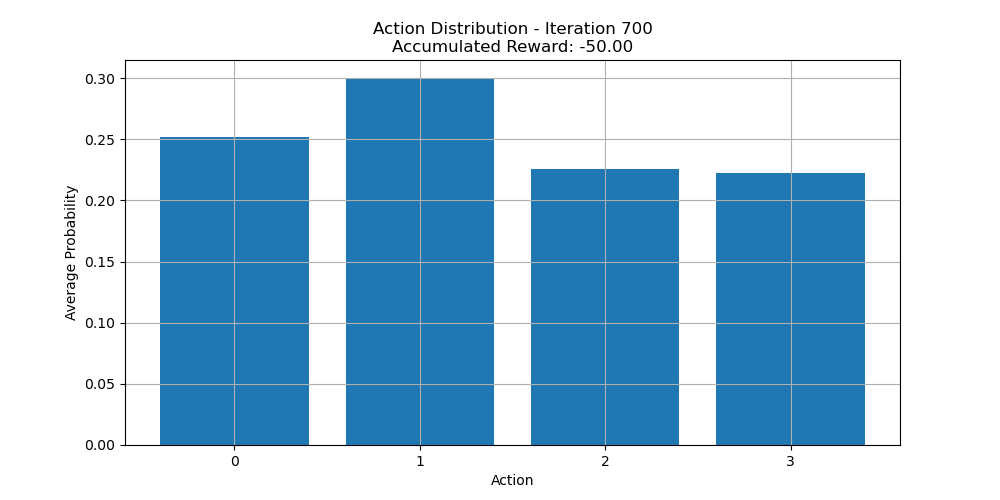 Action Distribution - Iteration 700
Accumulated Reward: -50.00
Average Probability
0.30
0.25
0.20
0.15
0.10
0.05
0.00
0 1 2 3
Action